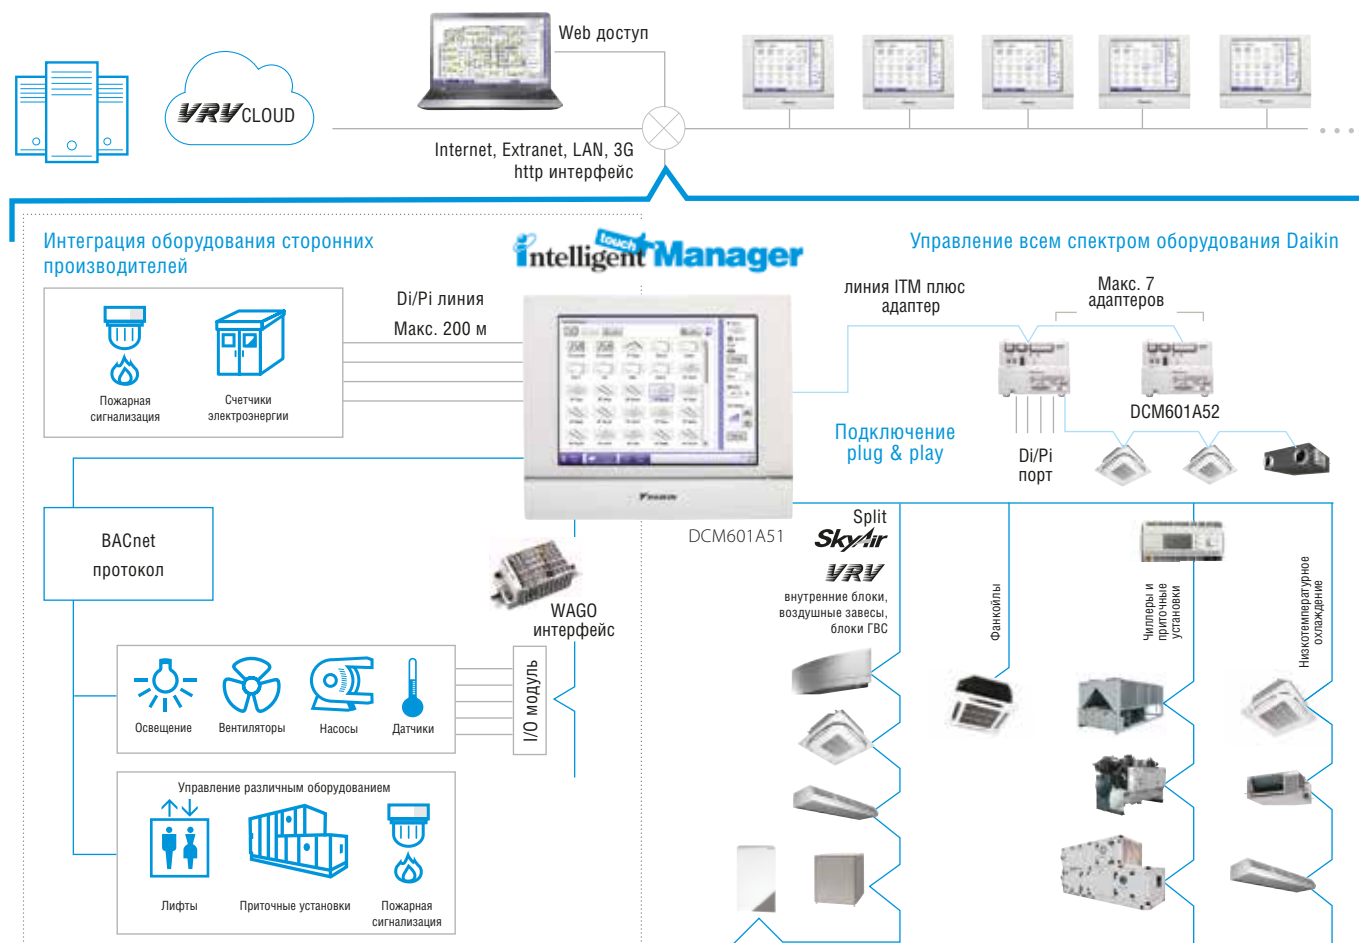 Web доступ
VRV CLOUD
Internet, Extranet, LAN, 3G
http интерфейс
Интеграция оборудования сторонних
производителей
intelligent touch Manager
Управление всем спектром оборудования Daikin
Di/Pi линия
Макс. 200 м
Пожарная
сигнализация
Счетчики
электроэнергии
линия ITM плюс
адаптер
Макс. 7
адаптеров
DCM601A52
Подключение
plug & play
Di/Pi
порт
DAIKIN
DCM601A51
BACnet
протокол
WAGO
интерфейс
Split
SkyAir
VRV
внутренние блоки,
воздушные завесы,
блоки ГВС
Фанкойлы
Чиллеры и
приточные
установки
Низкотемпературное
охлаждение
Освещение
Вентиляторы
Насосы
Датчики
I/O модуль
Управление различным оборудованием
Лифты
Приточные установки
Пожарная
сигнализация